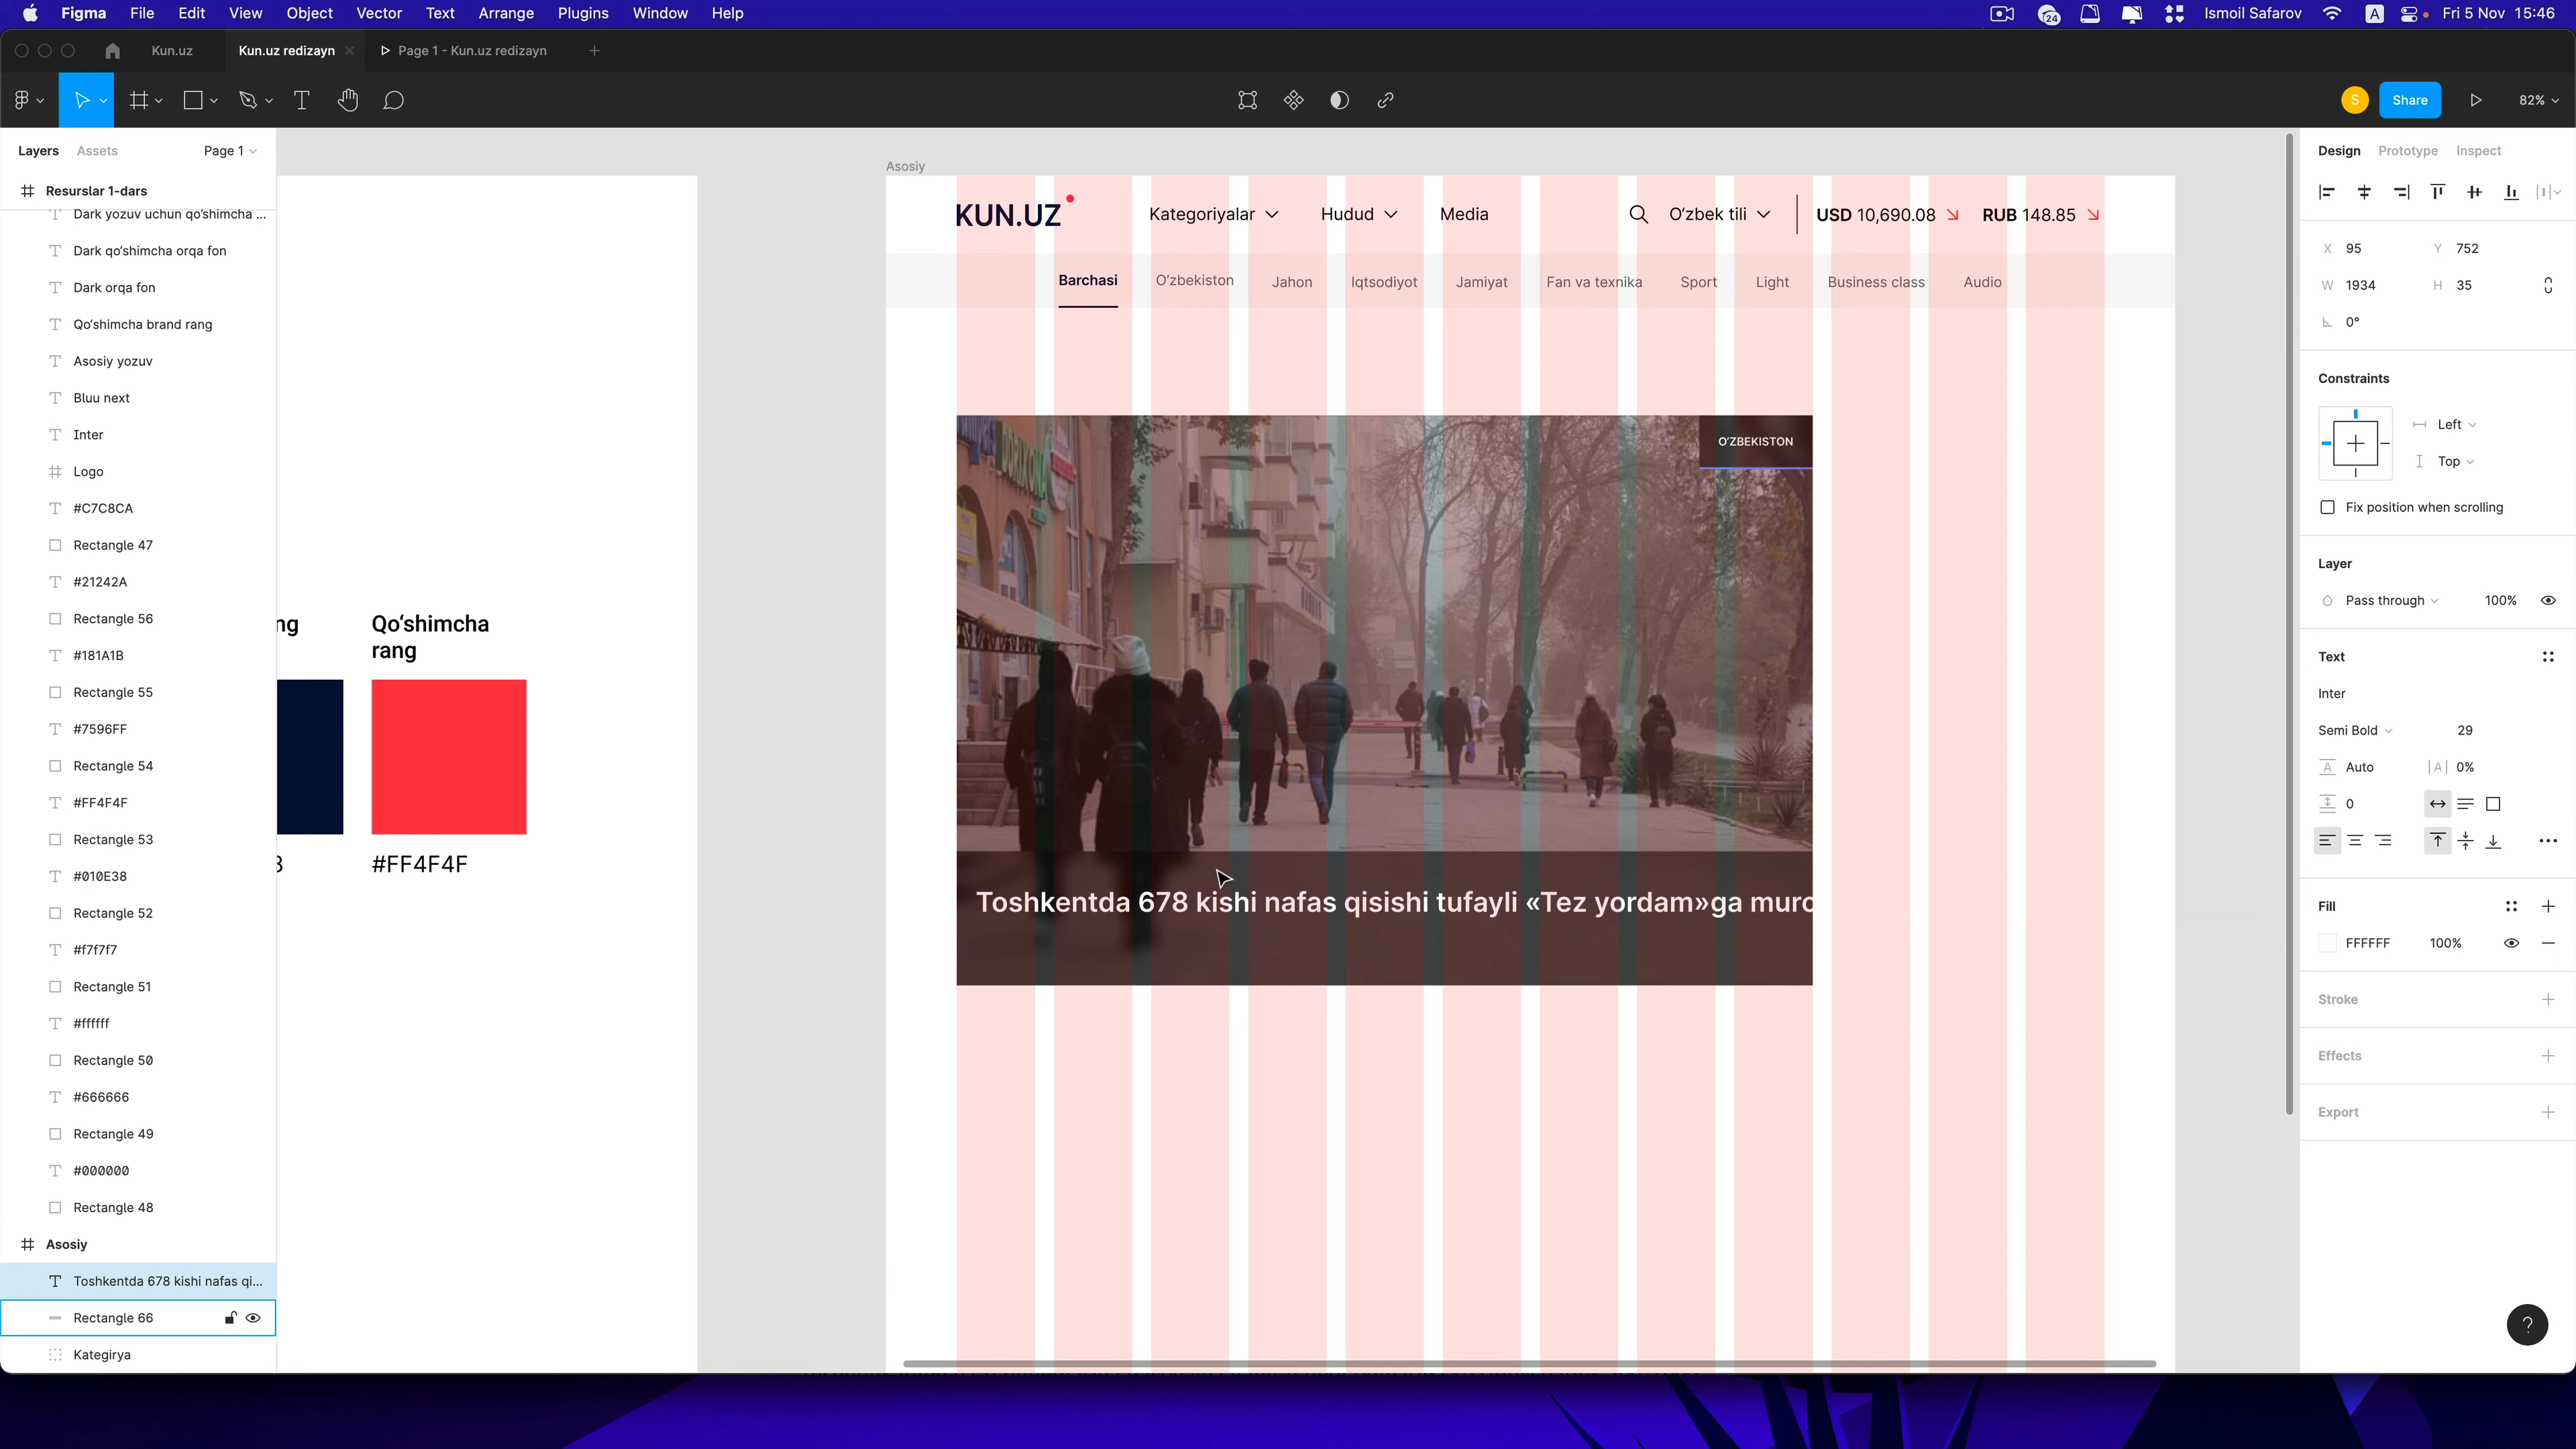 Figma File Edit View Object Vector Text Arrange Plugins Window Help
24 Ismoil Safarov A Fri 5 Nov 15:46
Kun.uz Kun.uz redizayn Page 1 - Kun.uz redizayn
S Share 82%
Layers Assets Page 1
Resurslar 1-dars
Dark yozuv uchun qo‘shimcha ...
Dark qo‘shimcha orqa fon
Dark orqa fon
Qo‘shimcha brand rang
Asosiy yozuv
Bluu next
Inter
Logo
#C7C8CA
Rectangle 47
#21242A
Rectangle 56
#181A1B
Rectangle 55
#7596FF
Rectangle 54
#FF4F4F
Rectangle 53
#010E38
Rectangle 52
#f7f7f7
Rectangle 51
#ffffff
Rectangle 50
#666666
Rectangle 49
#000000
Rectangle 48
Asosiy
Toshkentda 678 kishi nafas qi...
Rectangle 66
Kategirya
ng
Qo‘shimcha
rang
#FF4F4F
Asosiy
KUN.UZ Kategoriyalar Hudud Media O‘zbek tili USD 10,690.08 RUB 148.85
Barchasi O‘zbekiston Jahon Iqtsodiyot Jamiyat Fan va texnika Sport Light Business class Audio
O‘ZBEKISTON
DORIXONA
Toshkentda 678 kishi nafas qisishi tufayli «Tez yordam»ga muro
Design Prototype Inspect
X 95 Y 752
W 1934 H 35
0°
Constraints
Left
Top
Fix position when scrolling
Layer
Pass through 100%
Text
Inter
Semi Bold 29
A Auto |A| 0%
0
Fill
FFFFFF 100%
Stroke
Effects
Export
?